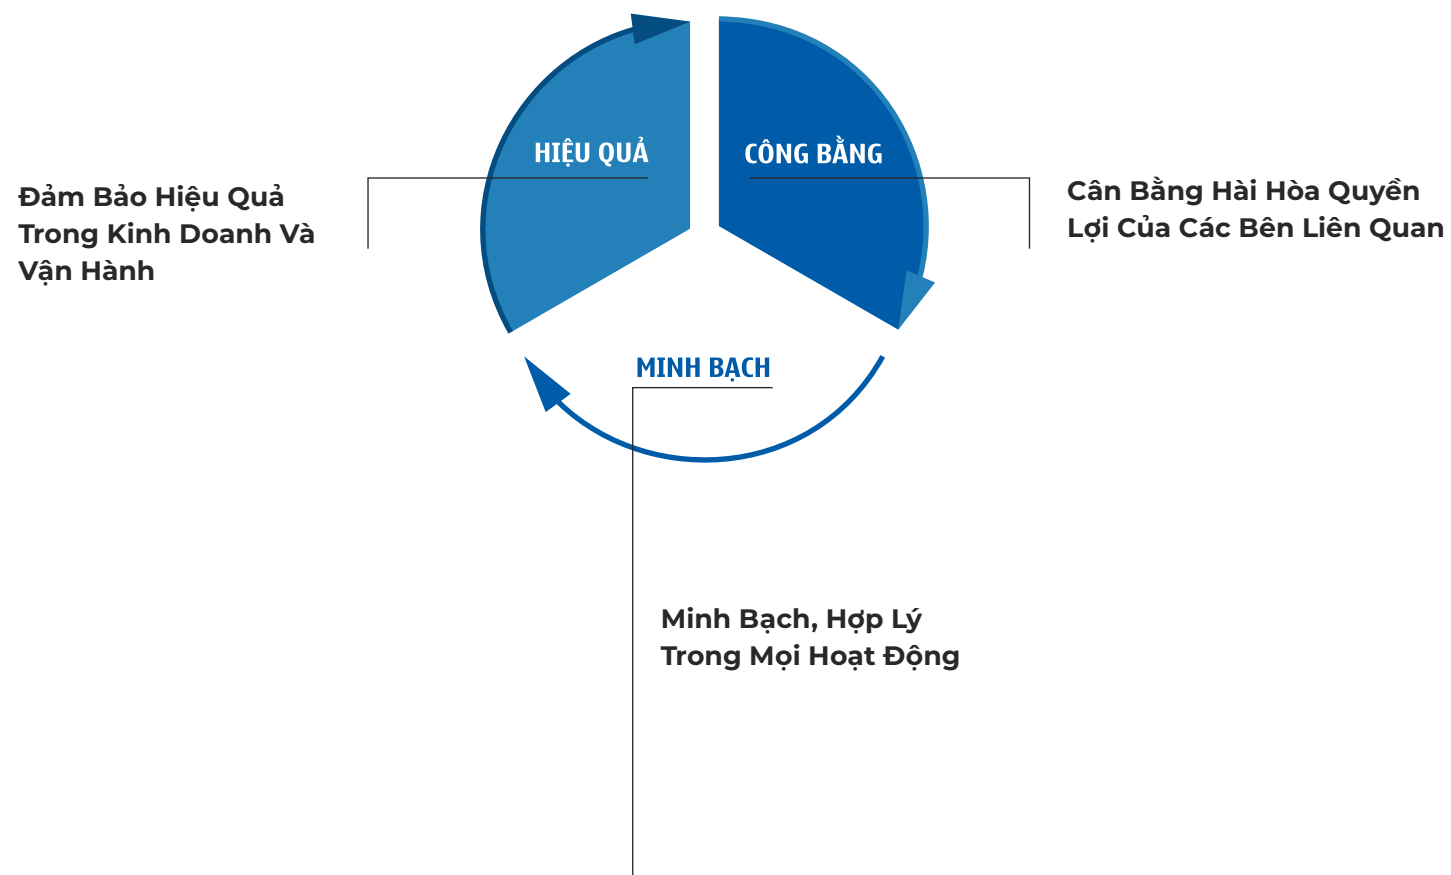 HIỆU QUẢ
CÔNG BẰNG
Đảm Bảo Hiệu Quả
Trong Kinh Doanh Và
Vận Hành
Cân Bằng Hài Hòa Quyền
Lợi Của Các Bên Liên Quan
MINH BẠCH
Minh Bạch, Hợp Lý
Trong Mọi Hoạt Động